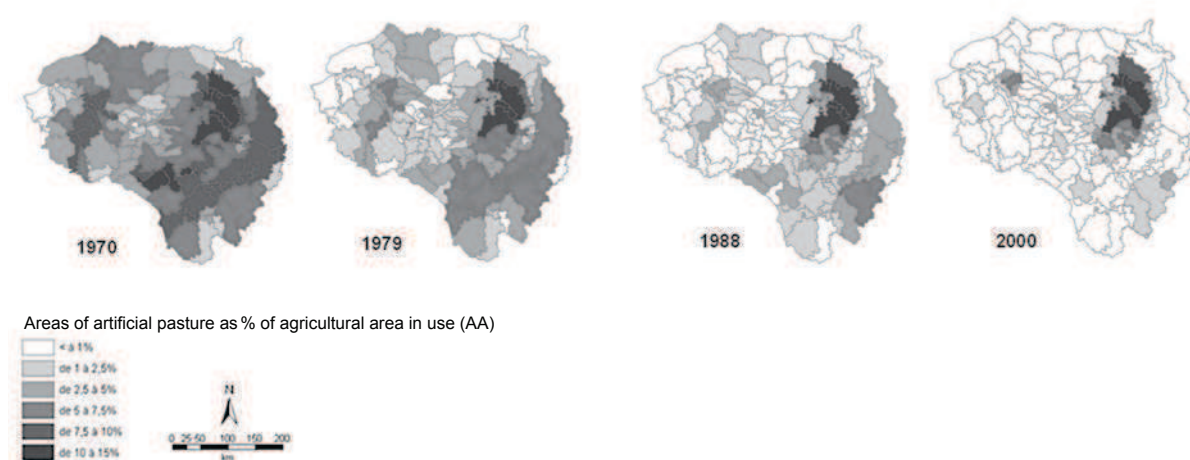 1970
1979
1988
2000
Areas of artificial pasture as % of agricultural area in use (AA)
< à 1%
de 1 à 2,5%
de 2,5 à 5%
de 5 à 7,5%
de 7,5 à 10%
de 10 à 15%
N
0 25 50 100 150 200
km